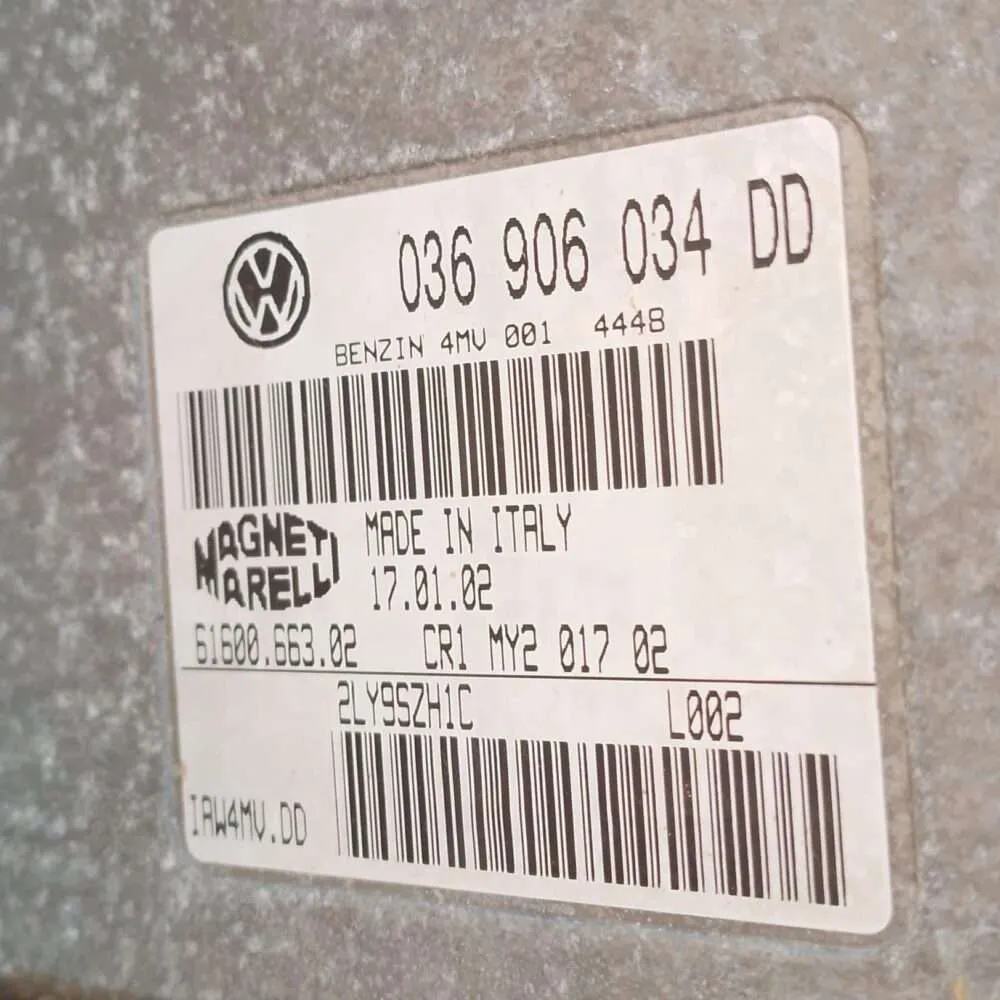 036 906 034 DD
BENZIN 4MV 001 4448
MAGNETI
MARELLI
MADE IN ITALY
17.01.02
61600.663.02 CR1 MY2 017 02
2LY9SZH1C L002
IAW4MV.DD